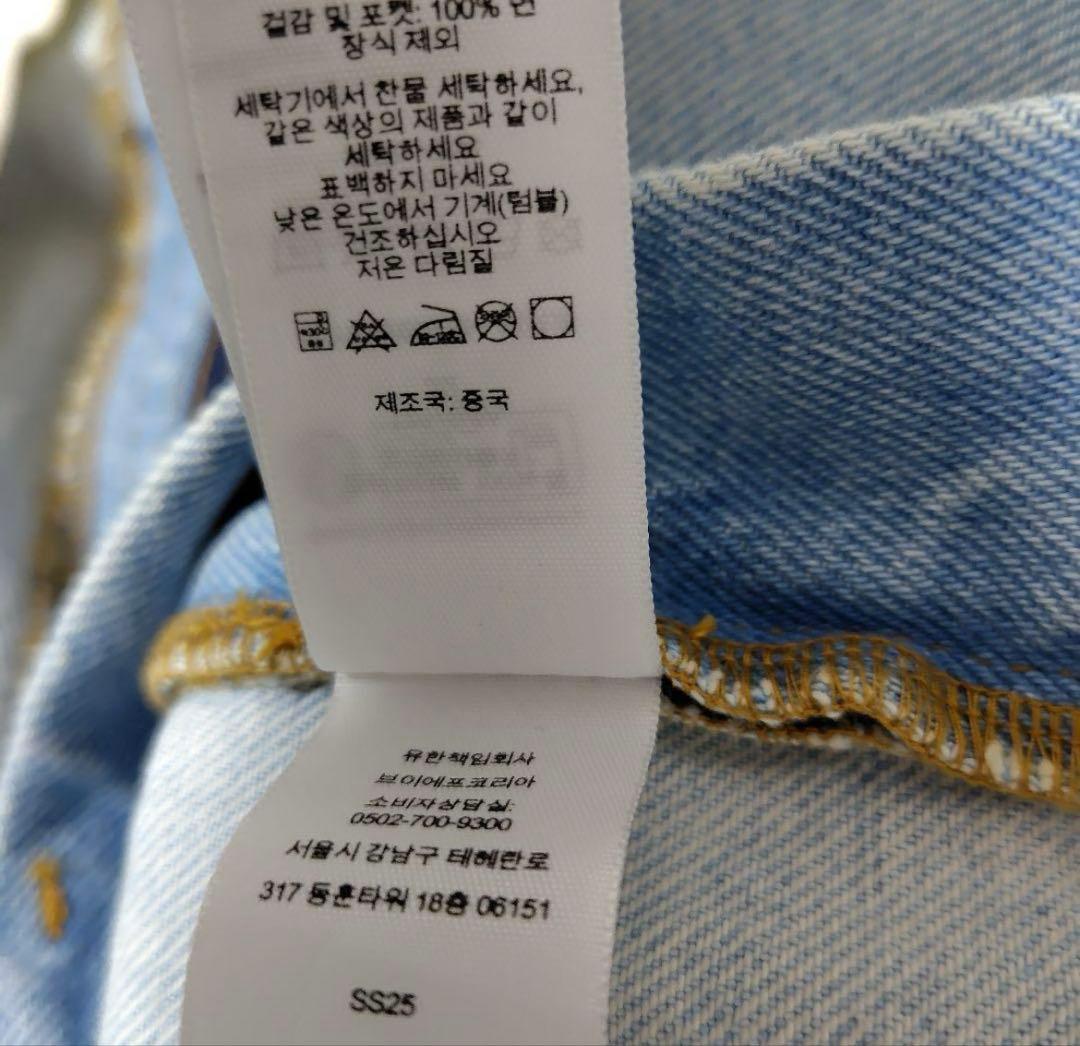 겉감 및 포켓: 100% 면
장식 제외
세탁기에서 찬물 세탁하세요,
같은 색상의 제품과 같이
세탁하세요
표백하지 마세요
낮은 온도에서 기계(텀블)
건조하십시오
저온 다림질
제조국: 중국
유한책임회사
브이에프코리아
소비자상담실:
0502-700-9300
서울시 강남구 테헤란로
317 동훈타워 18층 06151
SS25